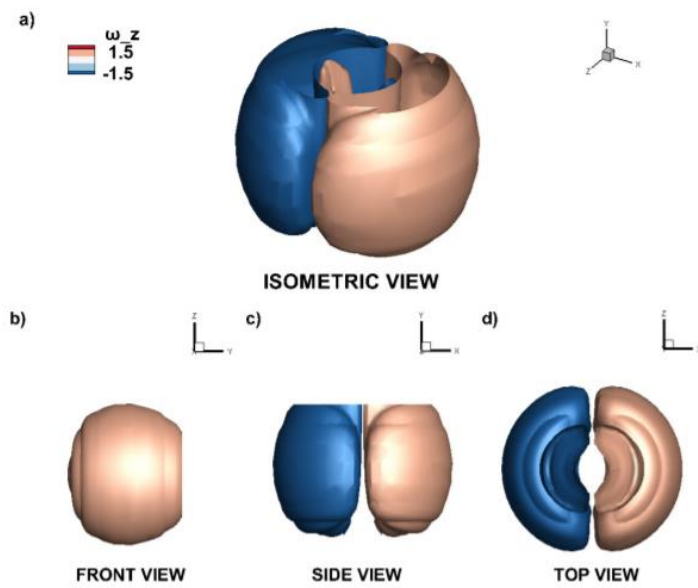 a)
ω_z
1.5
-1.5
Y
Z
X
ISOMETRIC VIEW
b)
Z
Y
c)
Y
X
d)
Z
FRONT VIEW
SIDE VIEW
TOP VIEW